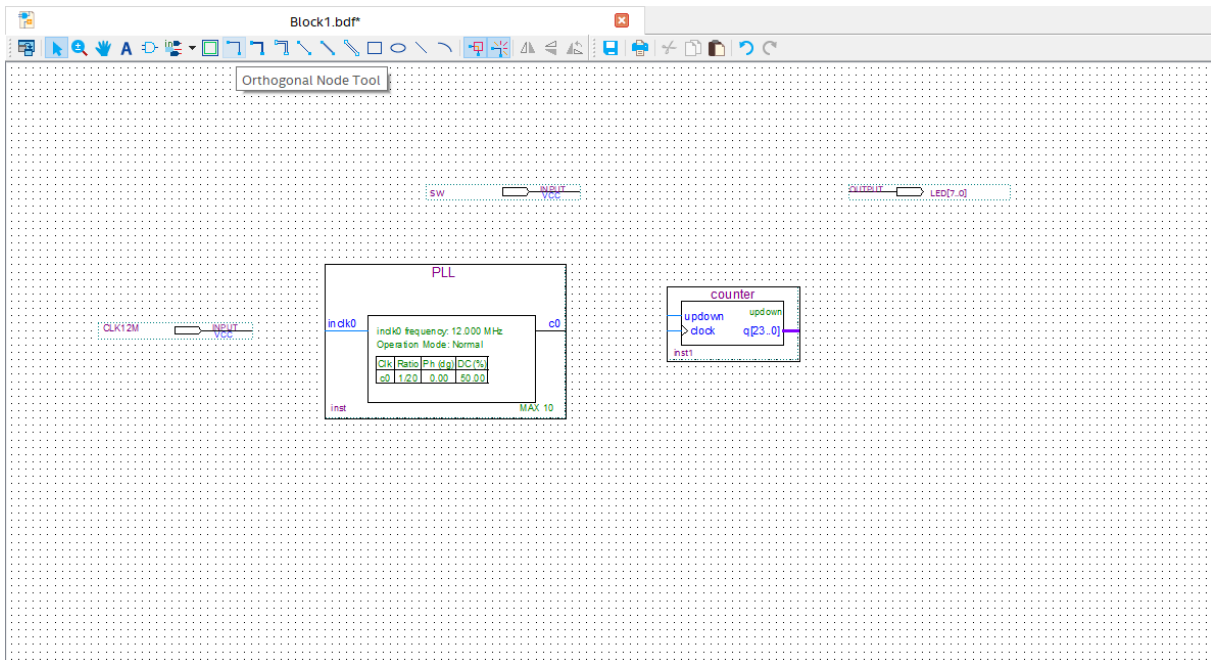 Block1.bdf*
A
Orthogonal Node Tool
SW INPUT VCC
OUTPUT LED[7..0]
PLL
counter
CLK12M INPUT VCC
inclk0
c0
inclk0 frequency: 12.000 MHz
Operation Mode: Normal
Clk Ratio Ph (dg) DC (%)
c0 1/20 0.00 50.00
inst
MAX 10
updown
updown
clock
q[23..0]
inst1